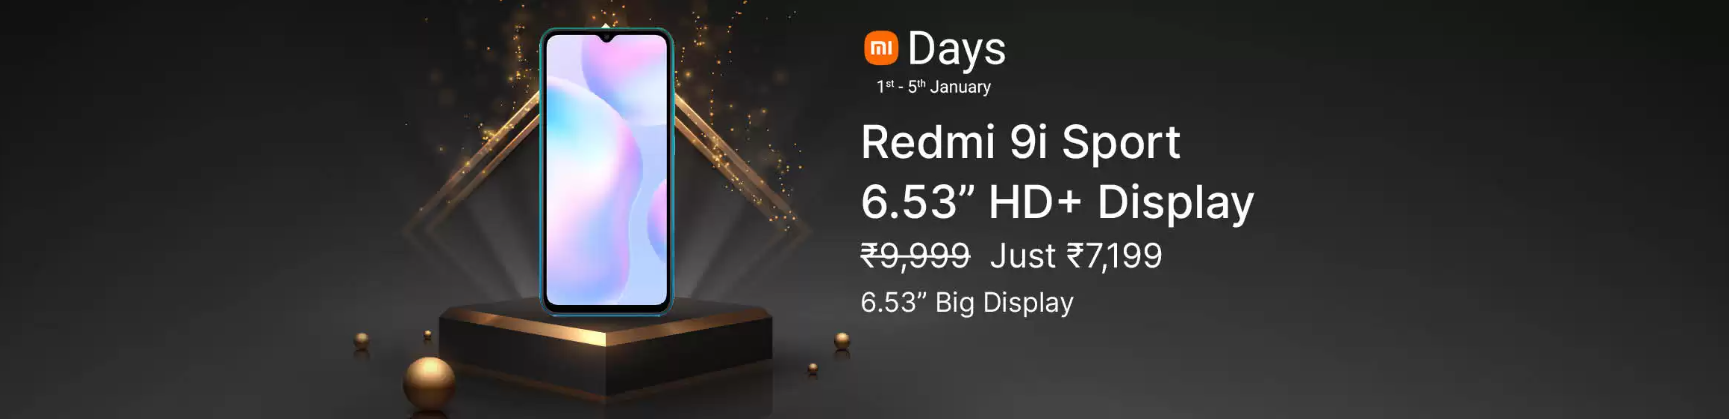 mi Days
1st - 5th January
Redmi 9i Sport
6.53” HD+ Display
₹9,999 Just ₹7,199
6.53” Big Display